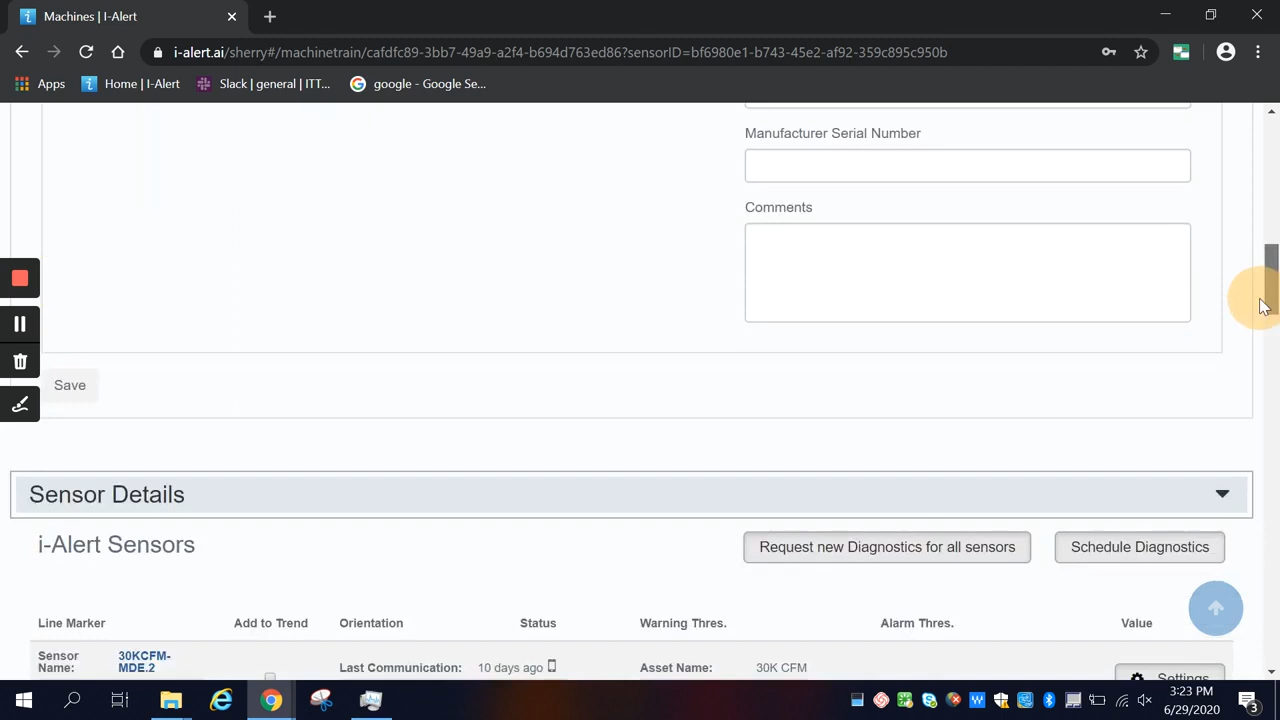 Machines | I-Alert
i-alert.ai/sherry#/machinetrain/cafdfc89-3bb7-49a9-a2f4-b694d763ed86?sensorID=bf6980e1-b743-45e2-af92-359c895c950b
Apps Home | I-Alert Slack | general | ITT... google - Google Se...
Manufacturer Serial Number
Comments
Save
Sensor Details
i-Alert Sensors Request new Diagnostics for all sensors Schedule Diagnostics
Line Marker Add to Trend Orientation Status Warning Thres. Alarm Thres. Value
Sensor Name: 30KCFM-MDE.2 Last Communication: 10 days ago Asset Name: 30K CFM Settings
3:23 PM
6/29/2020
3